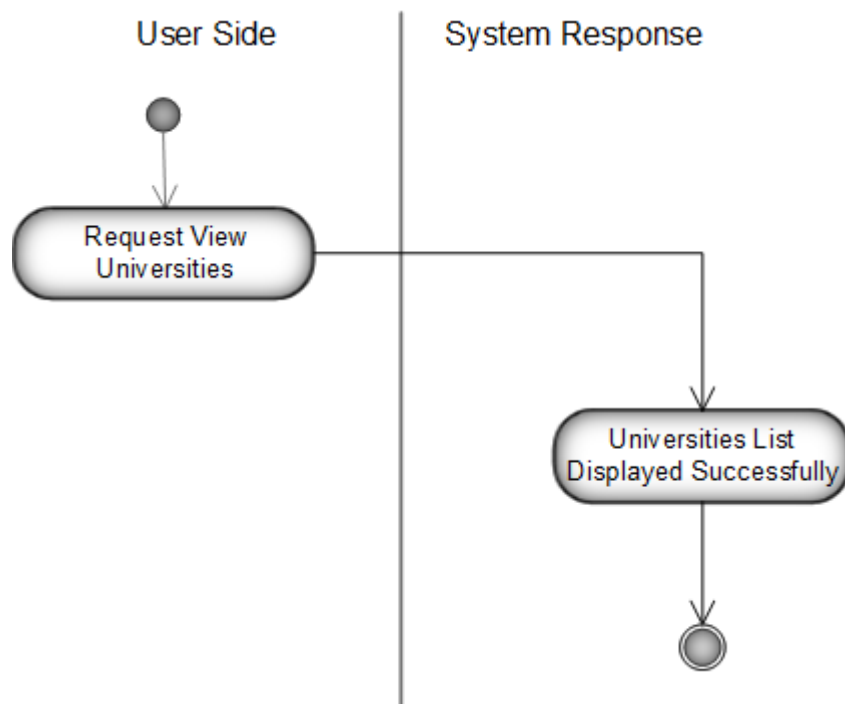 User Side
System Response
Request View
Universities
Universities List
Displayed Successfully